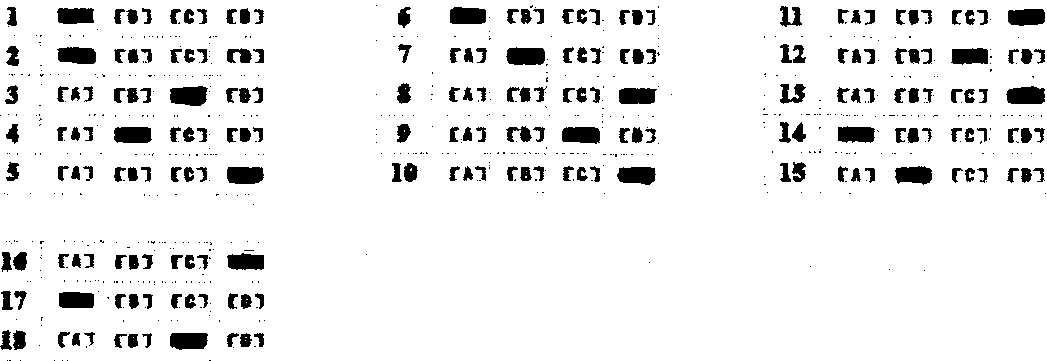 1 [B] [C] [D]
2 [B] [C] [D]
3 [A] [B] [D]
4 [A] [C] [D]
5 [A] [B] [C]
6 [B] [C] [D]
7 [A] [C] [D]
8 [A] [B] [C]
9 [A] [B] [D]
10 [A] [B] [C]
11 [A] [B] [C]
12 [A] [B] [D]
13 [A] [B] [C]
14 [B] [C] [D]
15 [A] [C] [D]
16 [A] [B] [C]
17 [B] [C] [D]
18 [A] [B] [D]